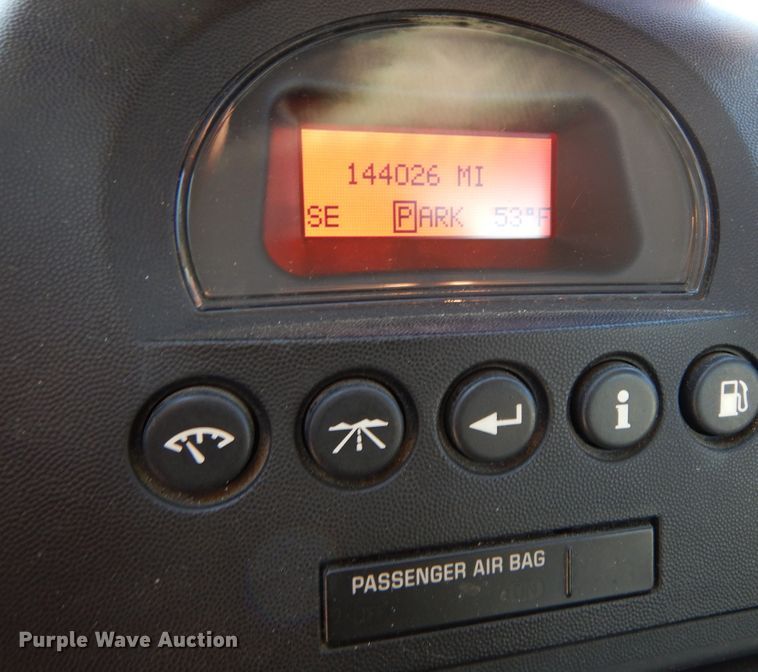 144026 MI
SE PARK 53°F
PASSENGER AIR BAG
Purple Wave Auction